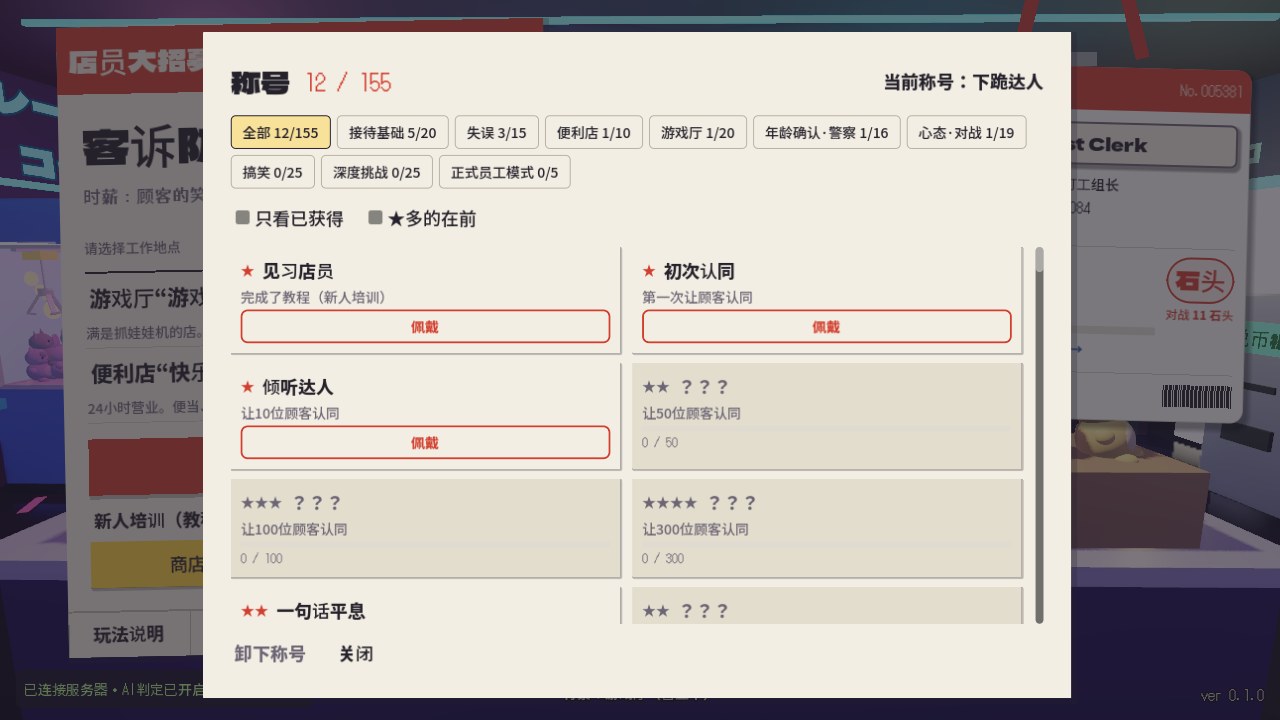 店员大招募
称号 12 / 155
当前称号：下跪达人
No. 005381
全部 12/155
接待基础 5/20
失误 3/15
便利店 1/10
游戏厅 1/20
年龄确认·警察 1/16
心态·对战 1/19
搞笑 0/25
深度挑战 0/25
正式员工模式 0/5
客诉
st Clerk
时薪：顾客的笑
打工组长
084
只看已获得
★多的在前
请选择工作地点
★ 见习店员
完成了教程（新人培训）
佩戴
★ 初次认同
第一次让顾客认同
佩戴
石头
对战 11 石头
游戏厅“游戏
满是抓娃娃机的店。
便利店“快乐
24小时营业。便当、
★ 倾听达人
让10位顾客认同
佩戴
★★ ？？？
让50位顾客认同
0 / 50
★★★ ？？？
让100位顾客认同
0 / 100
★★★★ ？？？
让300位顾客认同
0 / 300
新人培训（教程
商店
★★ 一句话平息
★★ ？？？
玩法说明
卸下称号
关闭
已连接服务器・AI判定已开启
ver 0.1.0